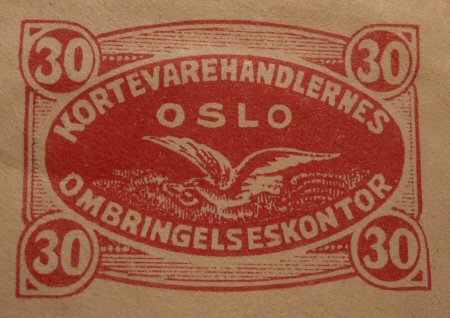 30 30
KORTEVAREHANDLERNES
OSLO
OMBRINGELSESKONTOR
30 30